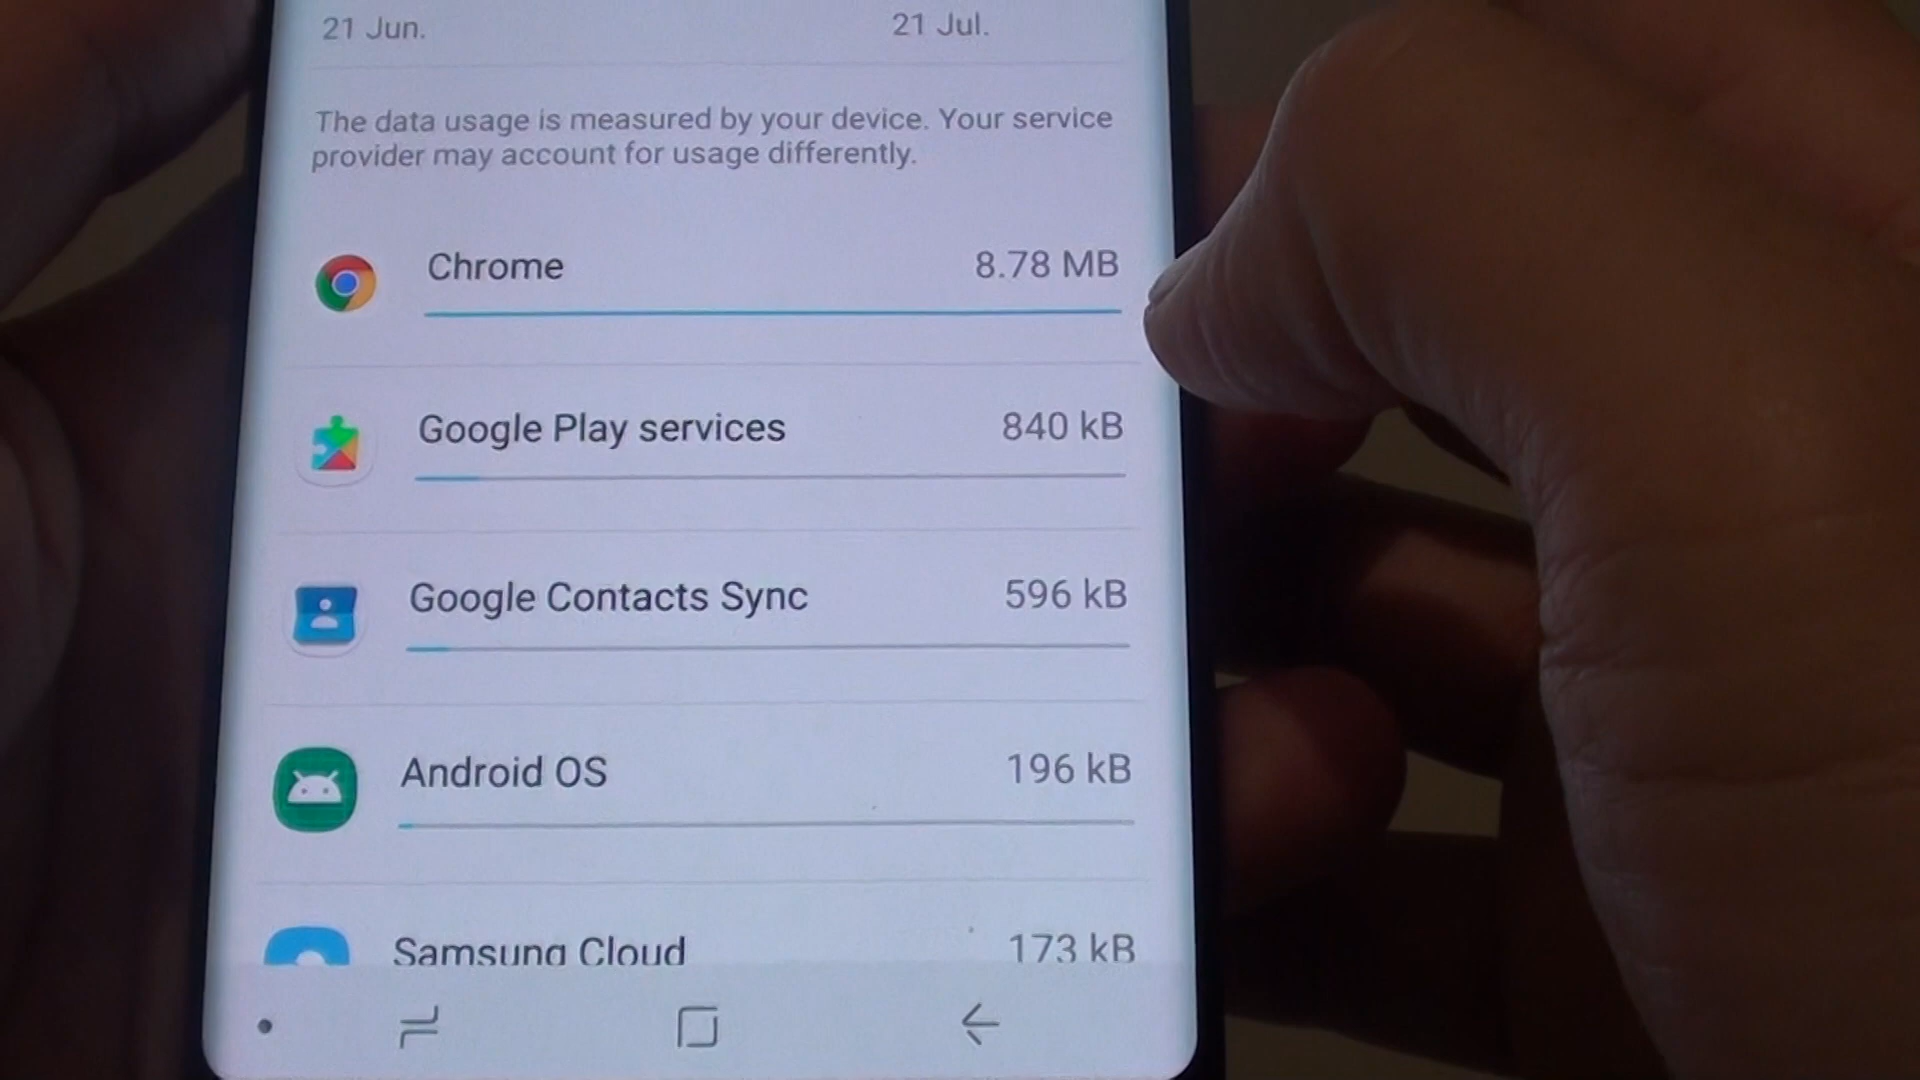 21 Jun. 21 Jul.
The data usage is measured by your device. Your service
provider may account for usage differently.
Chrome 8.78 MB
Google Play services 840 kB
Google Contacts Sync 596 kB
Android OS 196 kB
Samsung Cloud 173 kB